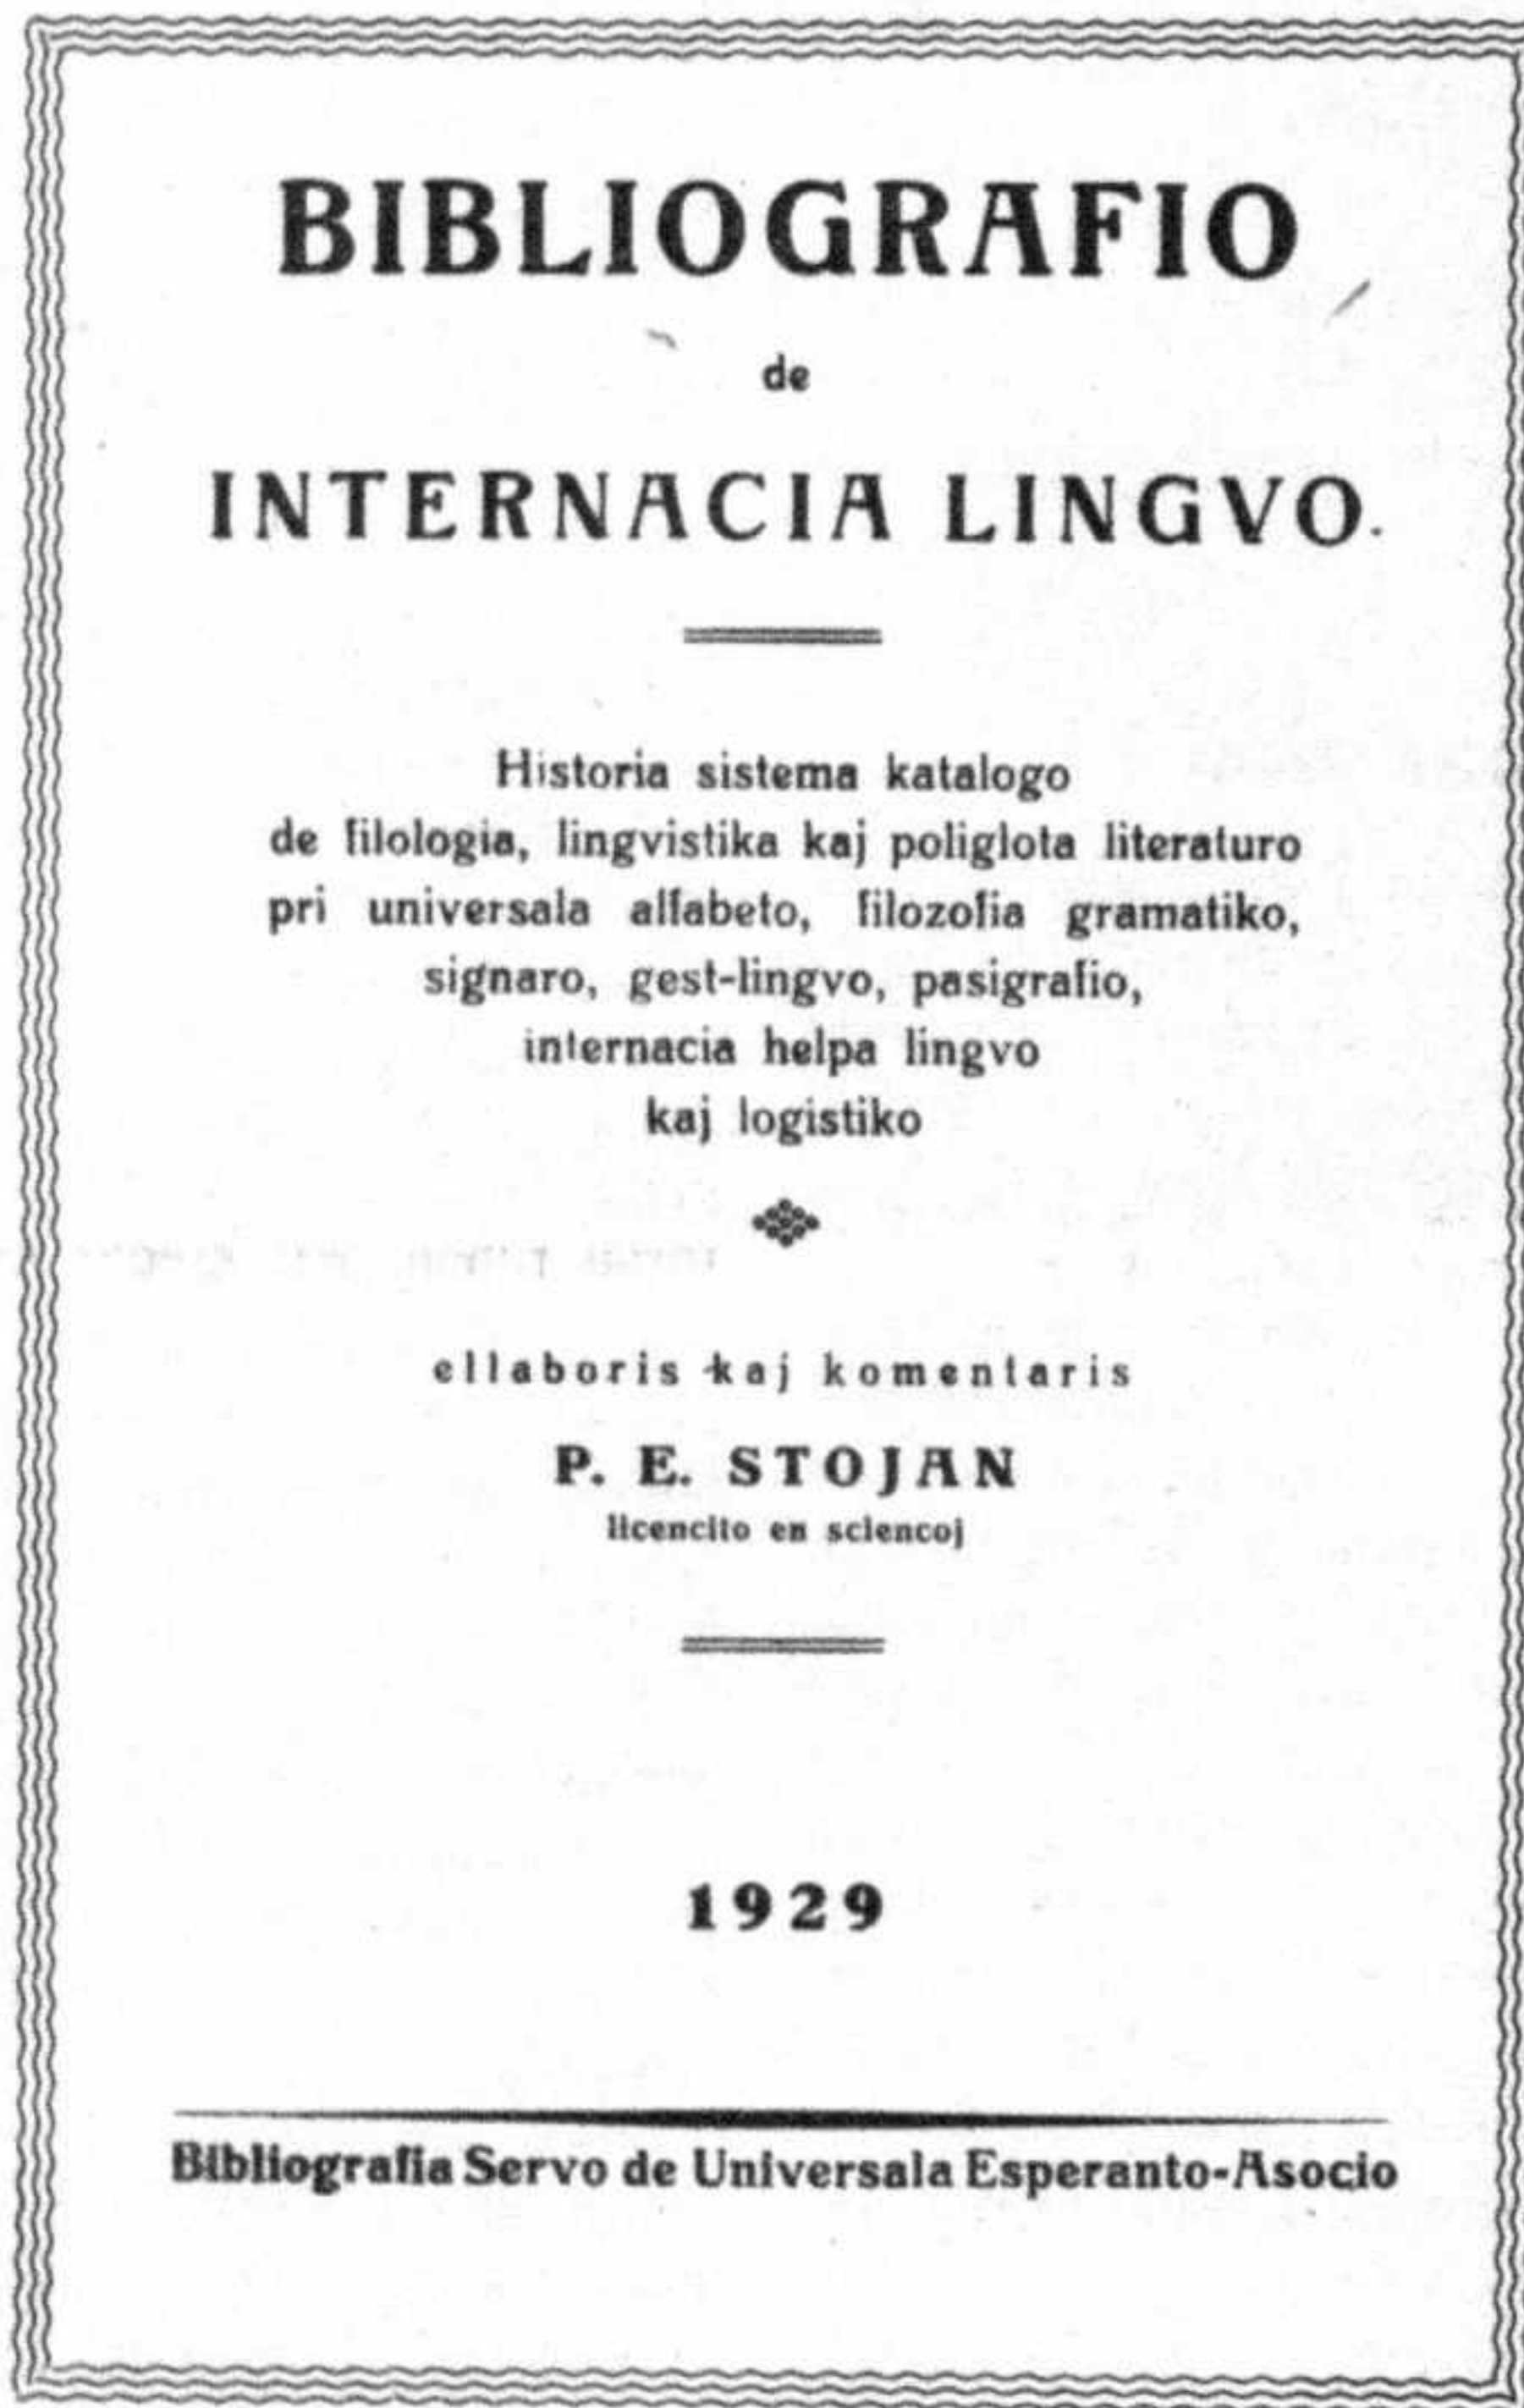 BIBLIOGRAFIO
de
INTERNACIA LINGVO.
Historia sistema katalogo
de filologia, lingvistika kaj poliglota literaturo
pri universala alfabeto, filozofia gramatiko,
signaro, gest-lingvo, pasigrafio,
internacia helpa lingvo
kaj logistiko
ellaboris kaj komentaris
P. E. STOJAN
licencito en sciencoj
1929
Bibliografia Servo de Universala Esperanto-Asocio